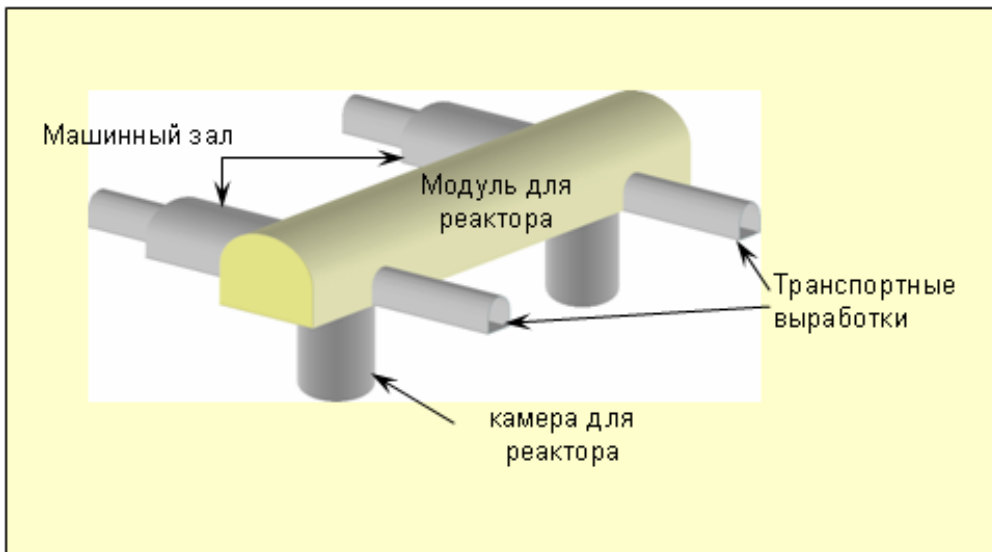 Машинный зал
Модуль для
реактора
Транспортные
выработки
камера для
реактора